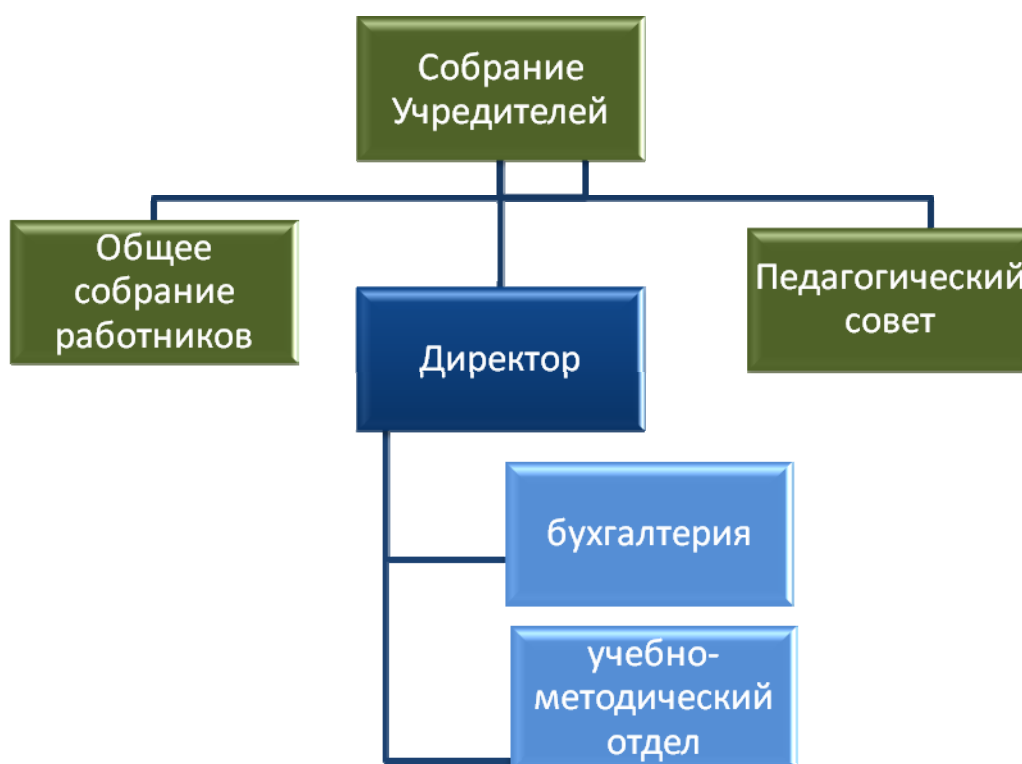 Собрание
Учредителей
Общее
собрание
работников
Директор
Педагогический
совет
бухгалтерия
учебно-
методический
отдел